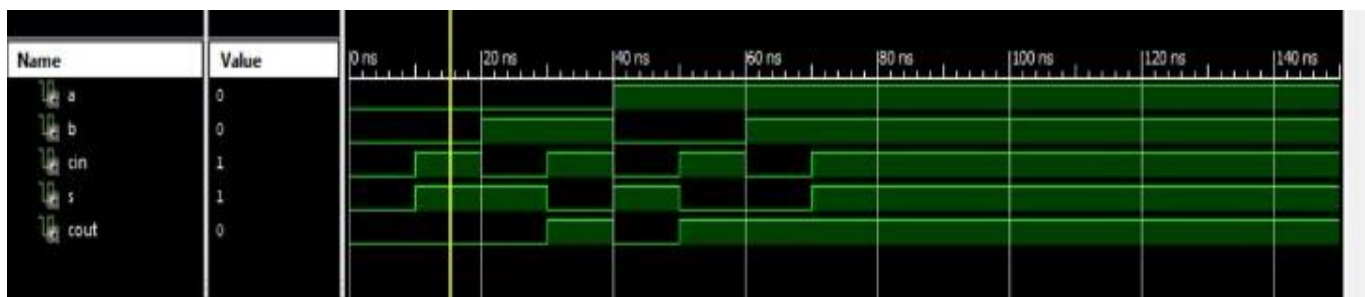 Name Value 0 ns 20 ns 40 ns 60 ns 80 ns 100 ns 120 ns 140 ns
a 0
b 0
cin 1
s 1
cout 0